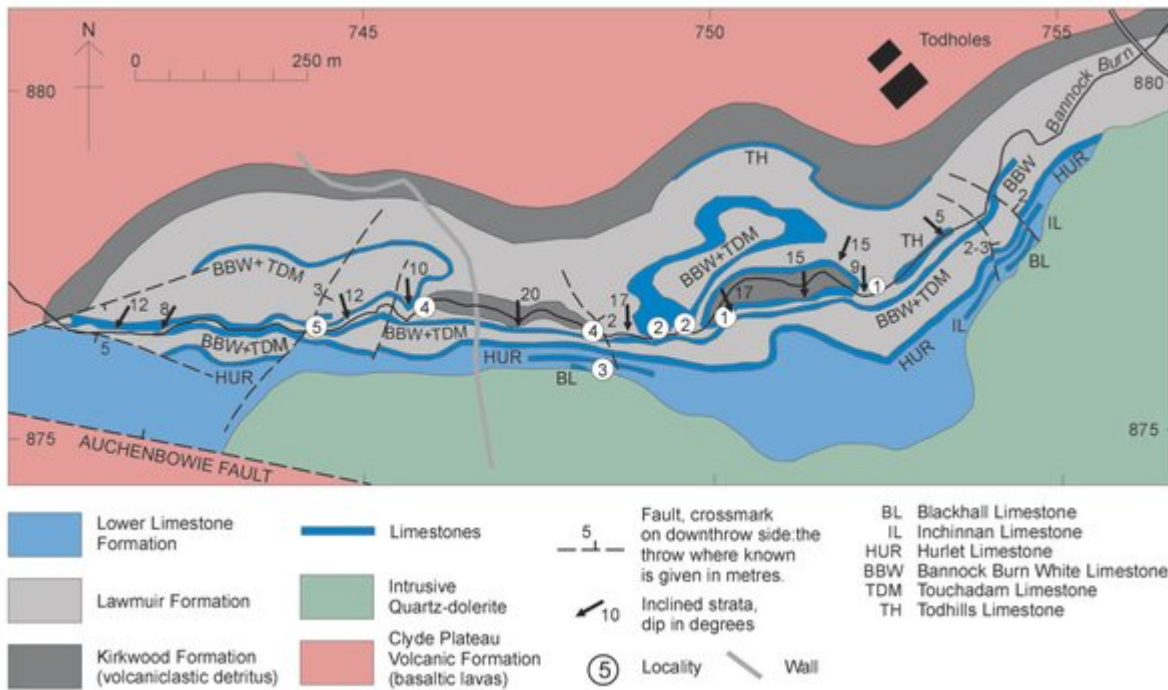 745
750
755
N
Todholes
0
250 m
880
880
Bannock Burn
TH
BBW
HUR
2
IL
BL
5
TH
2-3
BBW+TDM
BBW+TDM
15
15
9
1
10
3
12
20
17
17
12
8
4
4
2
2
2
1
5
BBW+TDM
BBW+TDM
BBW+TDM
IL
5
HUR
HUR
HUR
BL
3
875
875
AUCHENBOWIE FAULT
Lower Limestone
Formation
Lawmuir Formation
Kirkwood Formation
(volcaniclastic detritus)
Limestones
Intrusive
Quartz-dolerite
Clyde Plateau
Volcanic Formation
(basaltic lavas)
5
Fault, crossmark
on downthrow side:the
throw where known
is given in metres.
10
Inclined strata,
dip in degrees
5
Locality
Wall
BL Blackhall Limestone
IL Inchinnan Limestone
HUR Hurlet Limestone
BBW Bannock Burn White Limestone
TDM Touchadam Limestone
TH Todhills Limestone